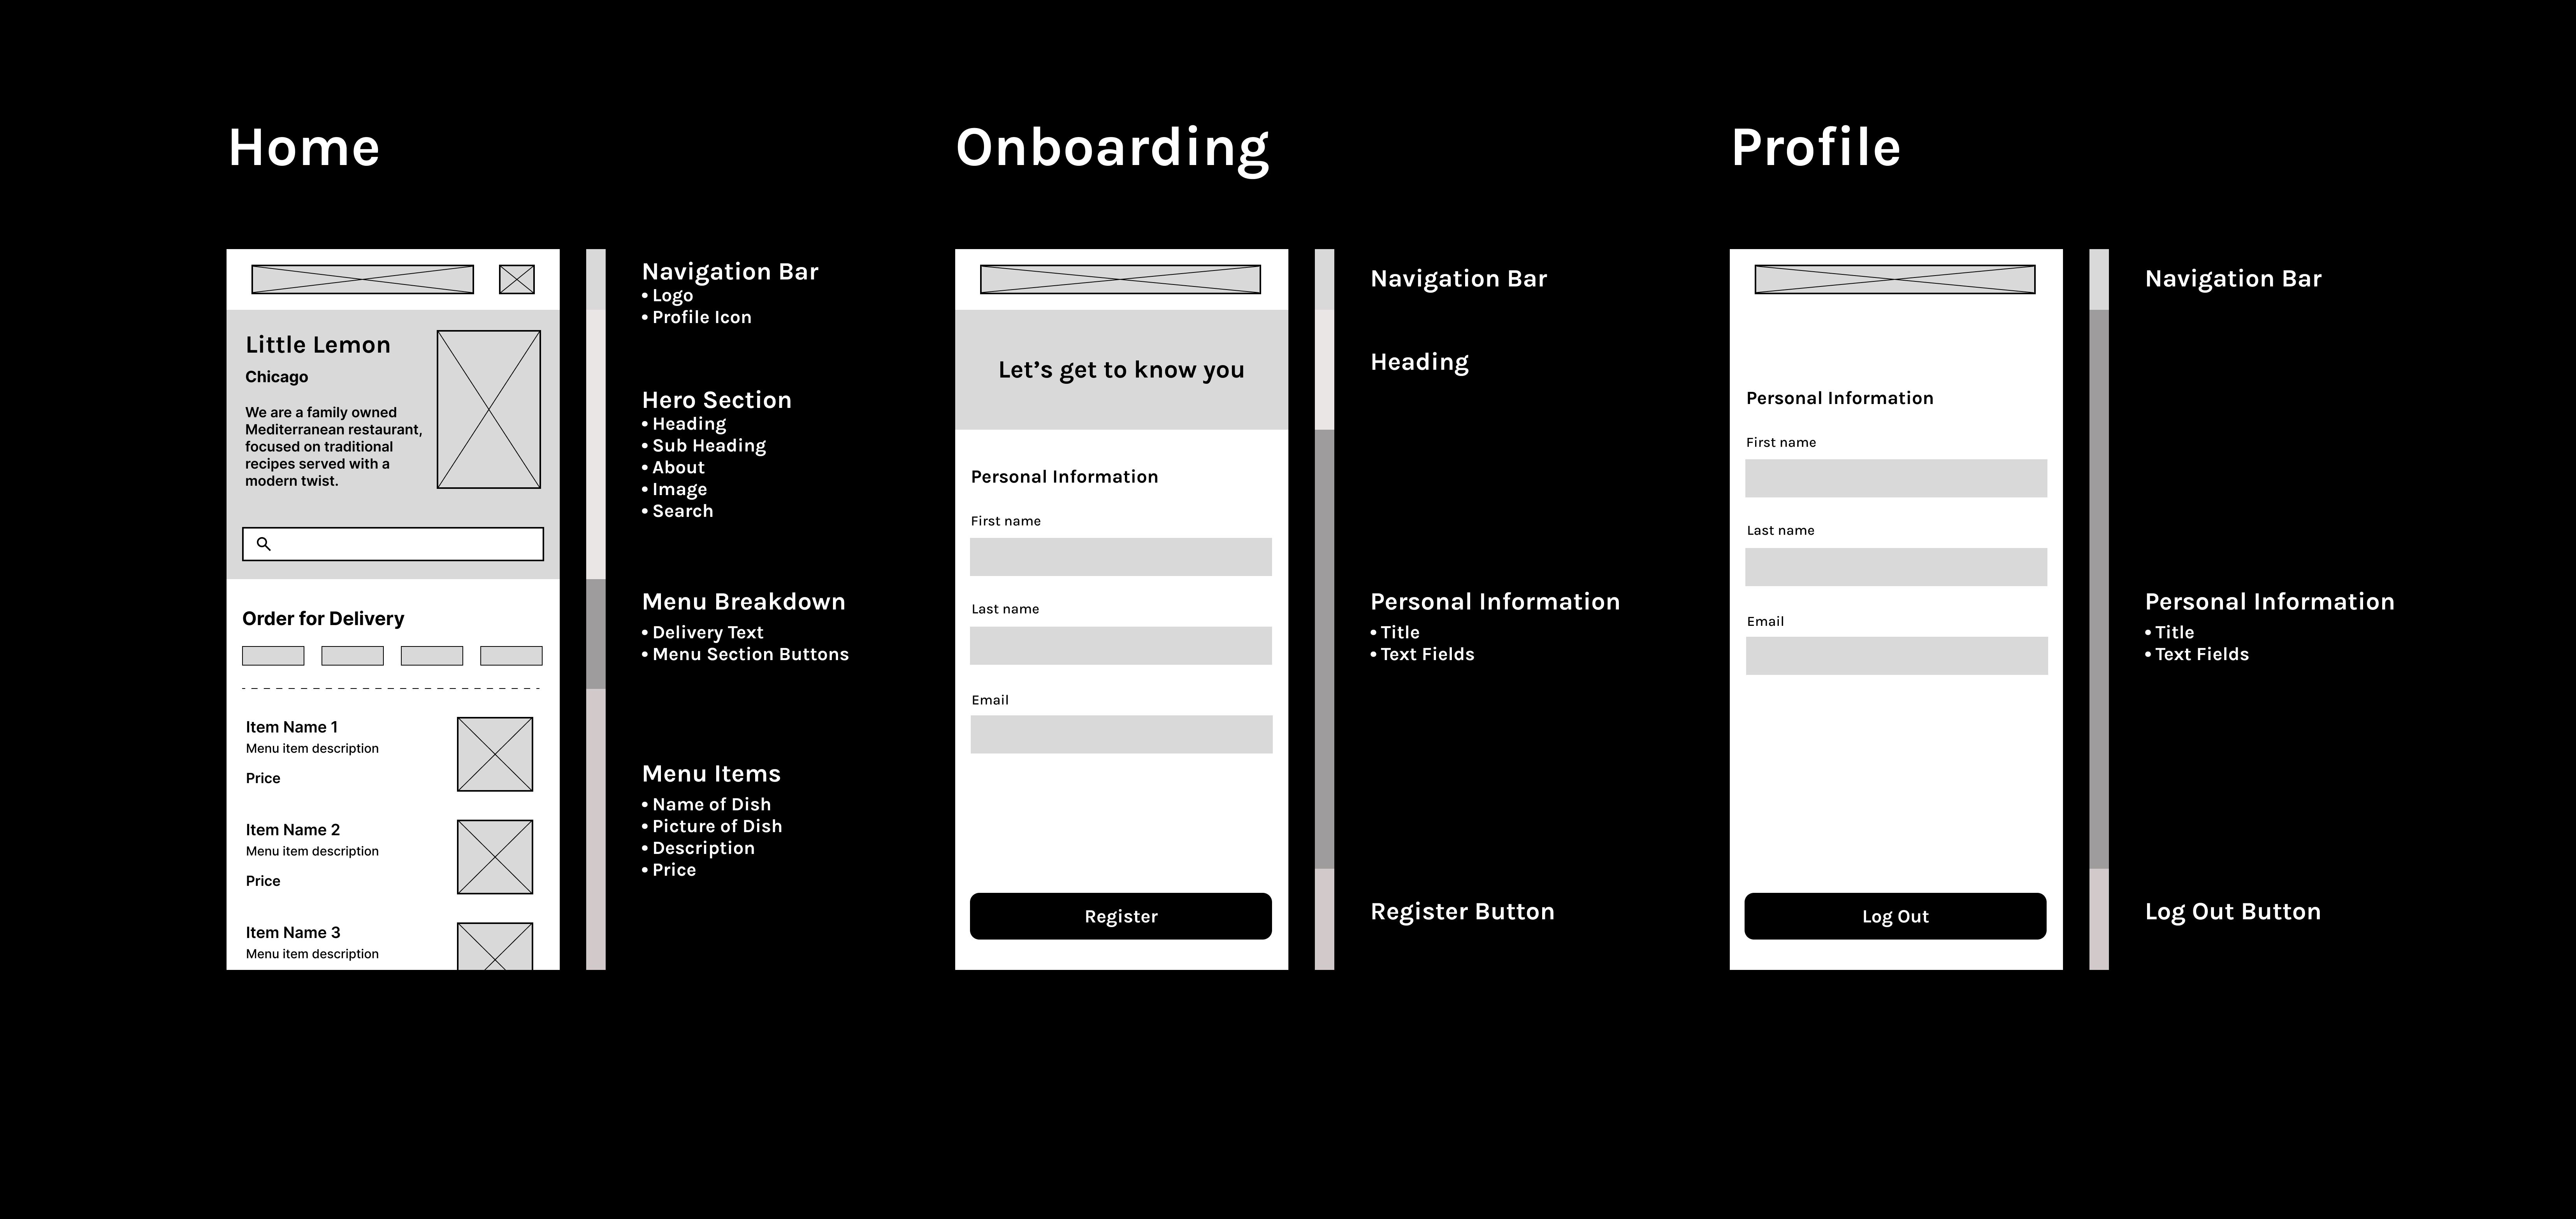 Home
Little Lemon
Chicago
We are a family owned
Mediterranean restaurant,
focused on traditional
recipes served with a
modern twist.
Order for Delivery
Item Name 1
Menu item description
Price
Item Name 2
Menu item description
Price
Item Name 3
Menu item description
Navigation Bar
• Logo
• Profile Icon
Hero Section
• Heading
• Sub Heading
• About
• Image
• Search
Menu Breakdown
• Delivery Text
• Menu Section Buttons
Menu Items
• Name of Dish
• Picture of Dish
• Description
• Price
Onboarding
Let’s get to know you
Personal Information
First name
Last name
Email
Register
Navigation Bar
Heading
Personal Information
• Title
• Text Fields
Register Button
Profile
Personal Information
First name
Last name
Email
Log Out
Navigation Bar
Personal Information
• Title
• Text Fields
Log Out Button